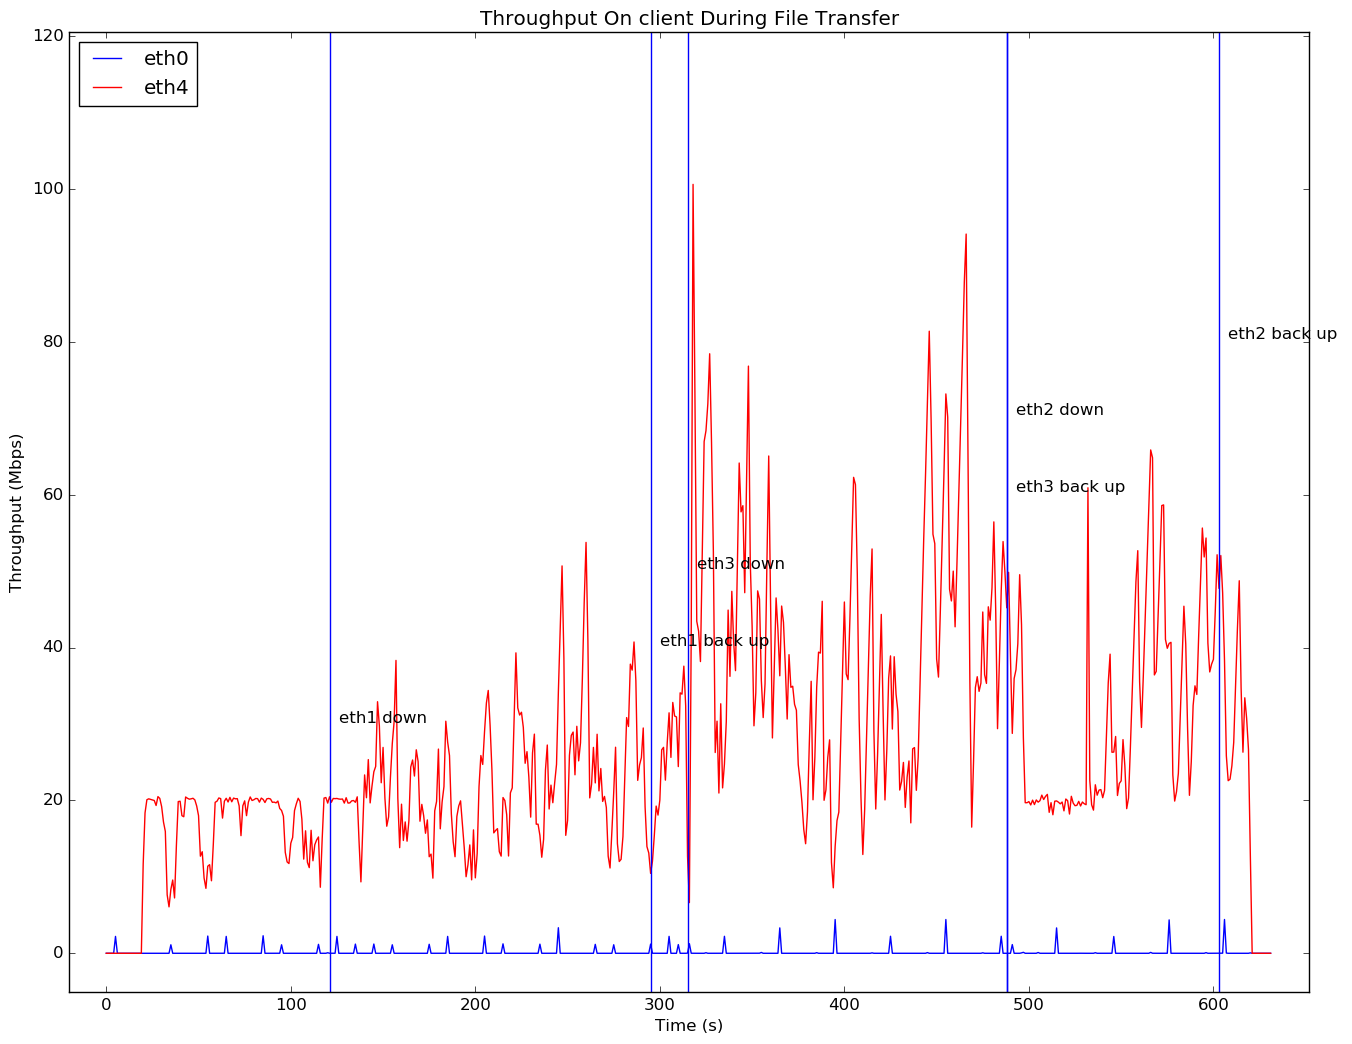 Throughput On client During File Transfer
eth0
eth4
120
100
80
60
40
20
0
Throughput (Mbps)
eth1 down
eth1 back up
eth3 down
eth3 back up
eth2 down
eth2 back up
0
100
200
300
400
500
600
Time (s)